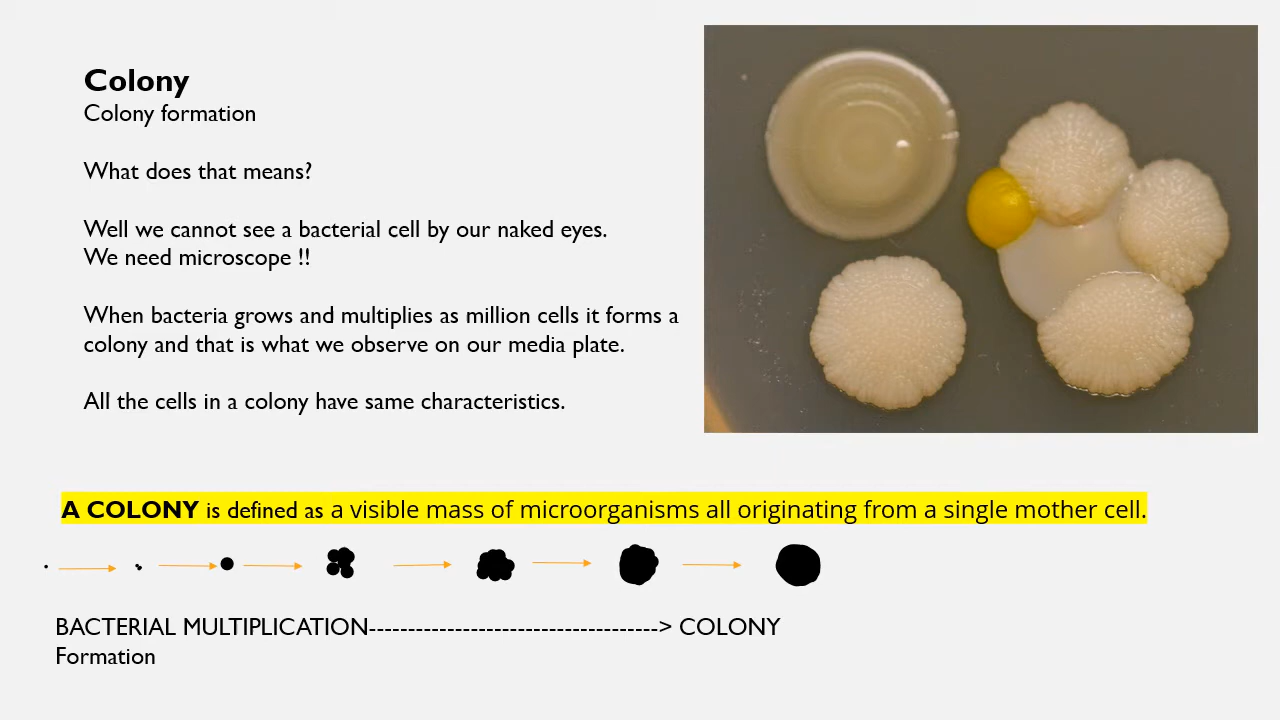 Colony
Colony formation
What does that means?
Well we cannot see a bacterial cell by our naked eyes.
We need microscope !!
When bacteria grows and multiplies as million cells it forms a
colony and that is what we observe on our media plate.
All the cells in a colony have same characteristics.
A COLONY is defined as a visible mass of microorganisms all originating from a single mother cell.
BACTERIAL MULTIPLICATION-------------------------------------> COLONY
Formation